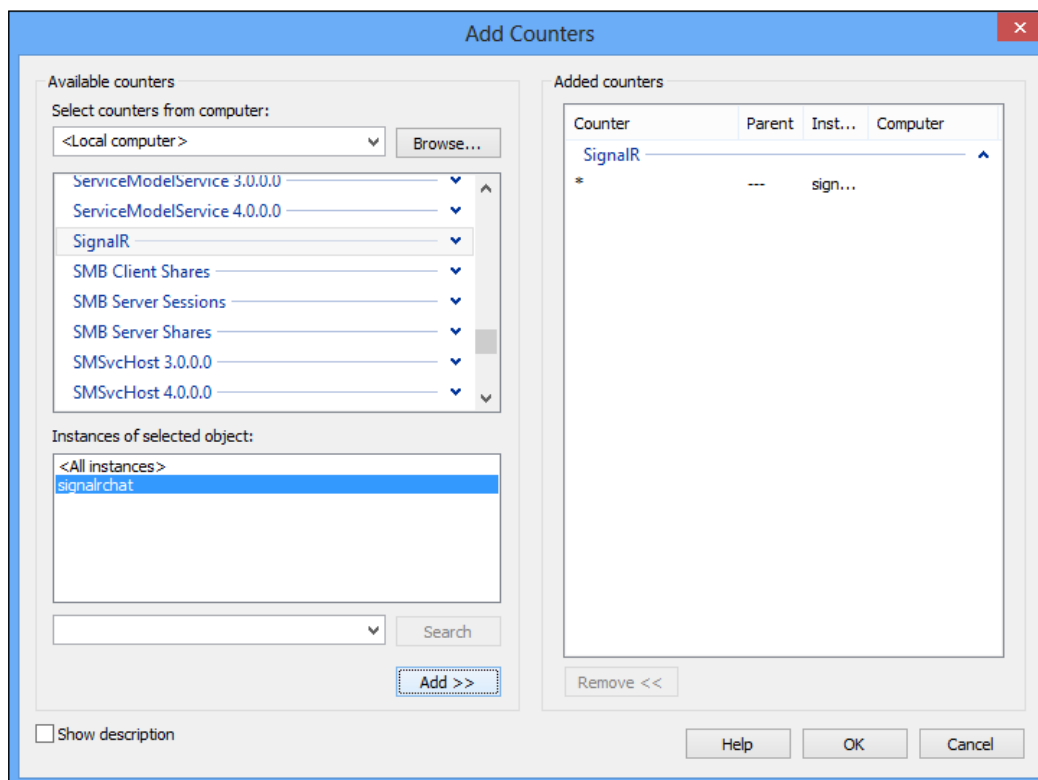 Add Counters
Available counters
Select counters from computer:
<Local computer>
Browse...
ServiceModelService 3.0.0.0
ServiceModelService 4.0.0.0
SignalR
SMB Client Shares
SMB Server Sessions
SMB Server Shares
SMSvcHost 3.0.0.0
SMSvcHost 4.0.0.0
Instances of selected object:
<All instances>
signalrchat
Search
Add >>
Show description
Added counters
Counter Parent Inst... Computer
SignalR
* --- sign...
Remove <<
Help OK Cancel